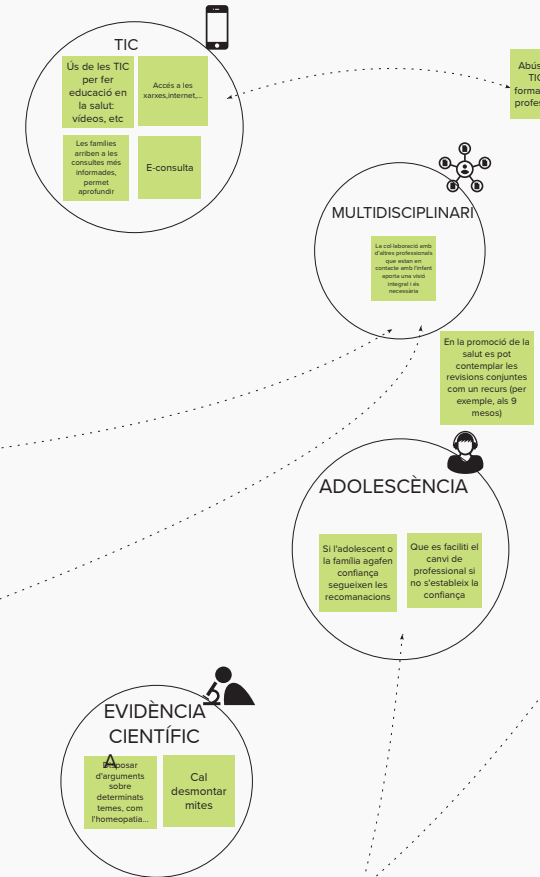 TIC
Ús de les TIC
per fer
educació en
la salut:
vídeos, etc
Accés a les
xarxes,internet,...
Les famílies
arriben a les
consultes més
informades,
permet
aprofundir
E-consulta
Abús
TIC
forma
profes
MULTIDISCIPLINARI
La col·laboració amb
d'altres professionals
que estan en
contacte amb l'infant
aporta una visió
integral i és
necessària
En la promoció de la
salut es pot
contemplar les
revisions conjuntes
com un recurs (per
exemple, als 9
mesos)
ADOLESCÈNCIA
Si l'adolescent o
la família agafen
confiança
segueixen les
recomanacions
Que es faciliti el
canvi de
professional si
no s'estableix la
confiança
EVIDÈNCIA
CIENTÍFIC
A
Disposar
d'arguments
sobre
determinats
temes, com
l'homeopatia...
Cal
desmontar
mites